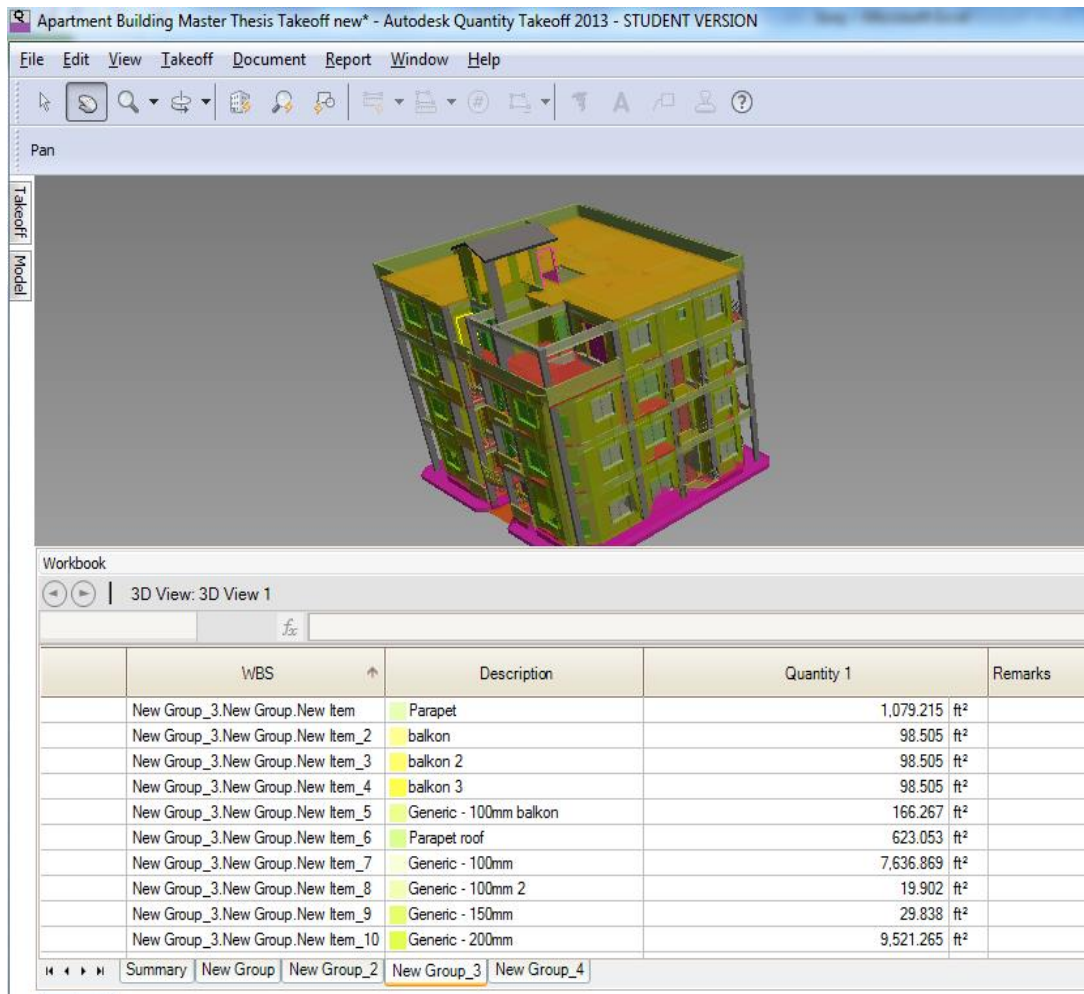 Apartment Building Master Thesis Takeoff new* - Autodesk Quantity Takeoff 2013 - STUDENT VERSION
File Edit View Takeoff Document Report Window Help
Pan
Takeoff
Model
Workbook
3D View: 3D View 1
fx
WBS Description Quantity 1 Remarks
New Group_3.New Group.New Item Parapet 1,079.215 ft²
New Group_3.New Group.New Item_2 balkon 98.505 ft²
New Group_3.New Group.New Item_3 balkon 2 98.505 ft²
New Group_3.New Group.New Item_4 balkon 3 98.505 ft²
New Group_3.New Group.New Item_5 Generic - 100mm balkon 166.267 ft²
New Group_3.New Group.New Item_6 Parapet roof 623.053 ft²
New Group_3.New Group.New Item_7 Generic - 100mm 7,636.869 ft²
New Group_3.New Group.New Item_8 Generic - 100mm 2 19.902 ft²
New Group_3.New Group.New Item_9 Generic - 150mm 29.838 ft²
New Group_3.New Group.New Item_10 Generic - 200mm 9,521.265 ft²
Summary New Group New Group_2 New Group_3 New Group_4